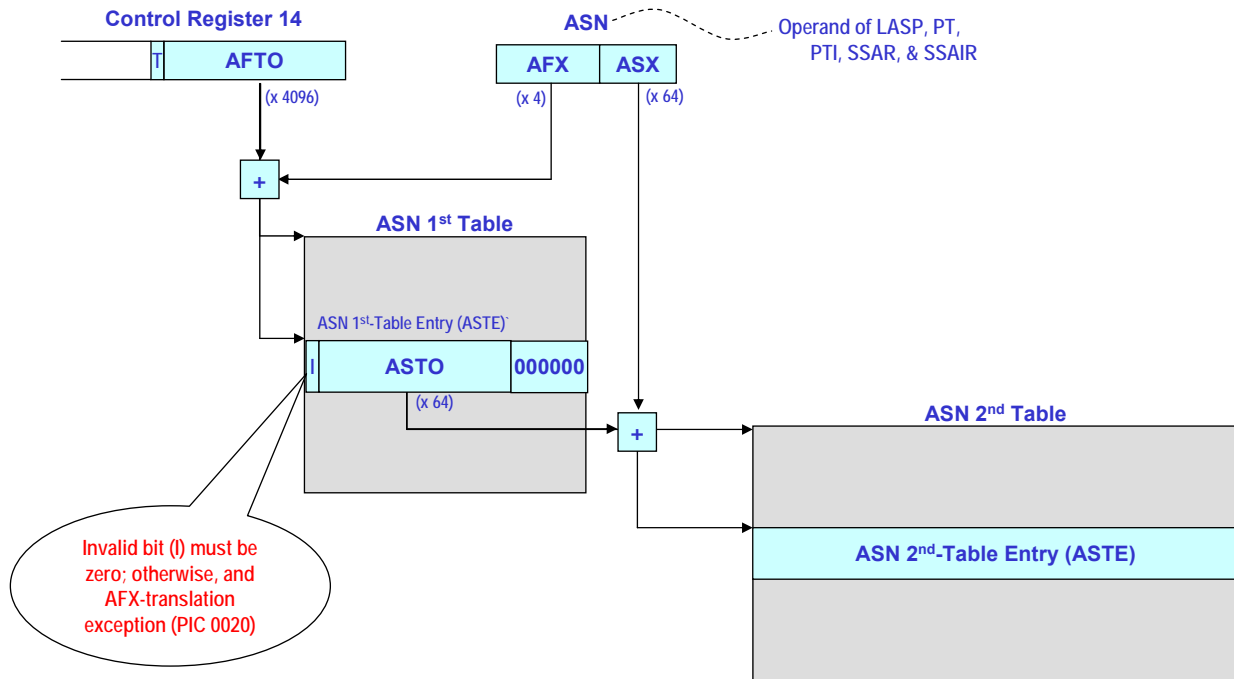 Control Register 14
ASN
Operand of LASP, PT,
PTI, SSAR, & SSAIR
T
AFTO
AFX
ASX
(x 4096)
(x 4)
(x 64)
+
ASN 1st Table
ASN 1st-Table Entry (ASTE)
I
ASTO
000000
(x 64)
+
ASN 2nd Table
ASN 2nd-Table Entry (ASTE)
Invalid bit (I) must be
zero; otherwise, and
AFX-translation
exception (PIC 0020)